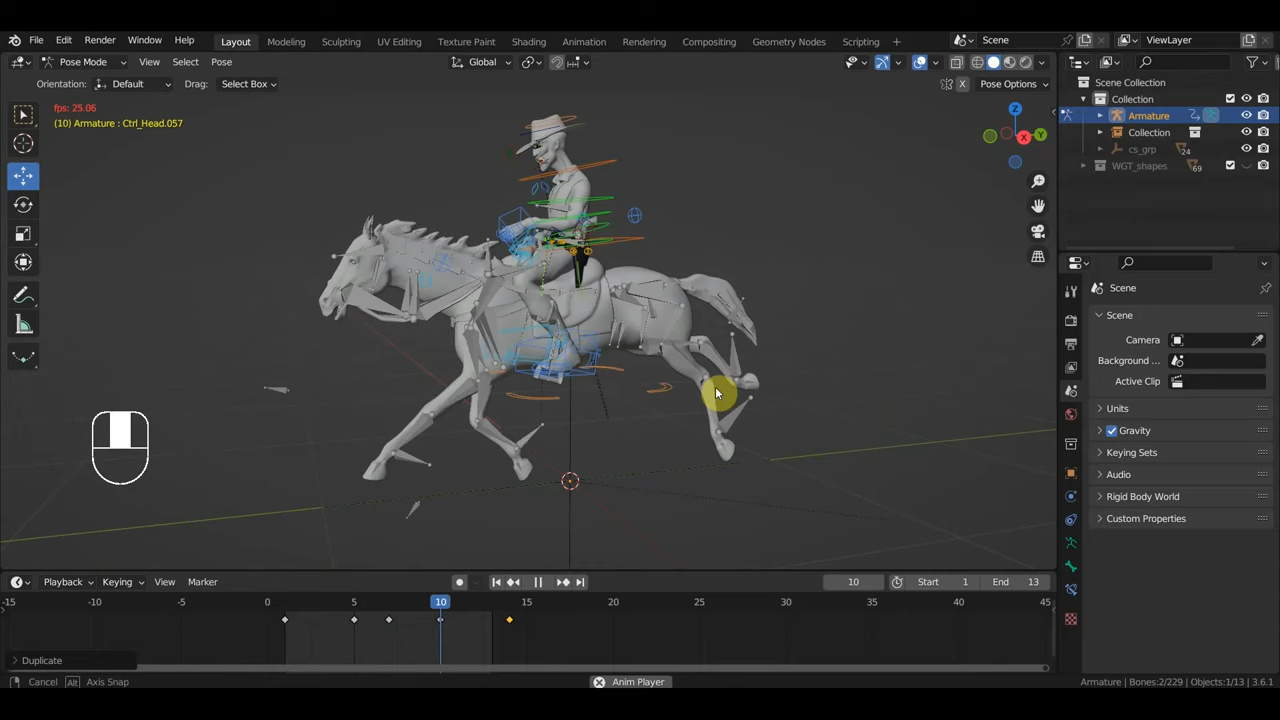 File Edit Render Window Help Layout Modeling Sculpting UV Editing Texture Paint Shading Animation Rendering Compositing Geometry Nodes Scripting + Scene ViewLayer
Pose Mode View Select Pose Global
Orientation: Default Drag: Select Box X Pose Options
fps: 25.06
(10) Armature : Ctrl_Head.057
Z
Y
X
Scene Collection
Collection
Armature
Collection
cs_grp 24
WGT_shapes 69
Scene
Scene
Camera
Background ...
Active Clip
Units
Gravity
Keying Sets
Audio
Rigid Body World
Custom Properties
Playback Keying View Marker 10 Start 1 End 13
-15 -10 -5 0 5 10 15 20 25 30 35 40 45
Duplicate
Cancel Alt Axis Snap Anim Player Armature | Bones:2/229 | Objects:1/13 | 3.6.1